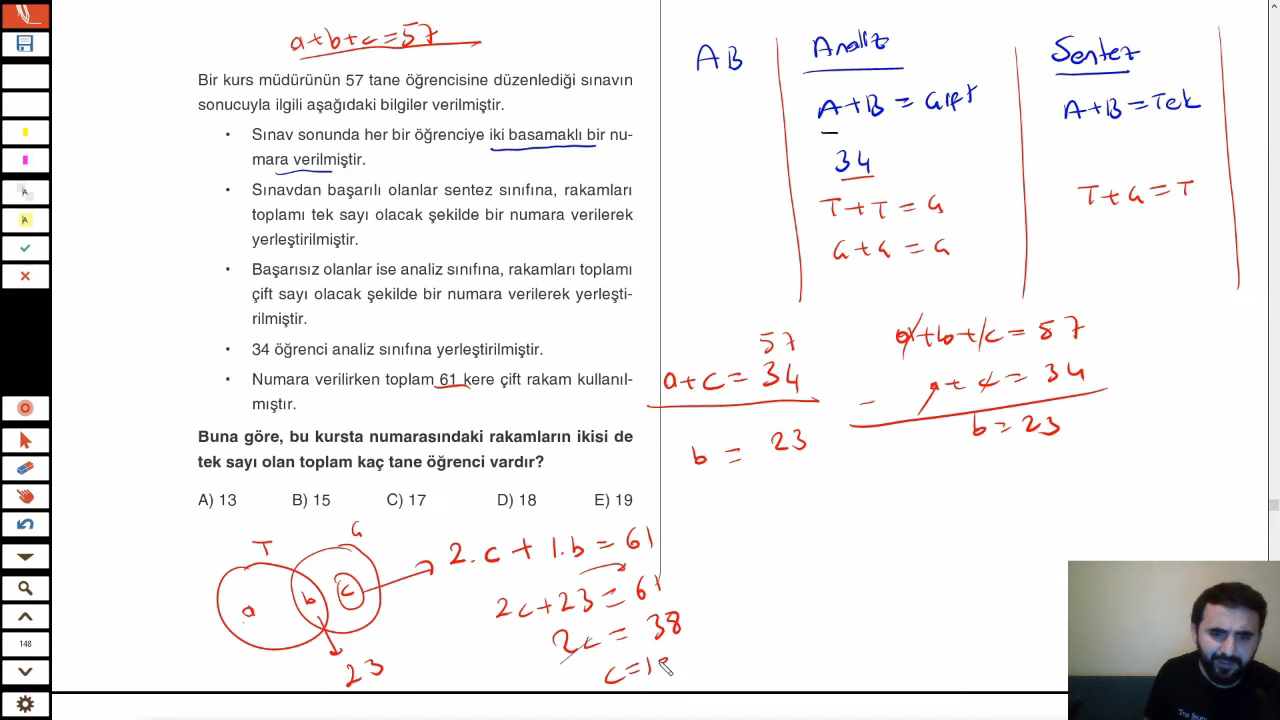 a+b+c=57
Bir kurs müdürünün 57 tane öğrencisine düzenlediği sınavın
sonucuyla ilgili aşağıdaki bilgiler verilmiştir.
• Sınav sonunda her bir öğrenciye iki basamaklı bir nu-
mara verilmiştir.
• Sınavdan başarılı olanlar sentez sınıfına, rakamları
toplamı tek sayı olacak şekilde bir numara verilerek
yerleştirilmiştir.
• Başarısız olanlar ise analiz sınıfına, rakamları toplamı
çift sayı olacak şekilde bir numara verilerek yerleşti-
rilmiştir.
• 34 öğrenci analiz sınıfına yerleştirilmiştir.
• Numara verilirken toplam 61 kere çift rakam kullanıl-
mıştır.
Buna göre, bu kursta numarasındaki rakamların ikisi de
tek sayı olan toplam kaç tane öğrenci vardır?
A) 13 B) 15 C) 17 D) 18 E) 19
T Ç
a b c
23
2.c + 1.b = 61
2c+23=61
2c = 38
AB
Analiz
A+B = Çift
34
T+T=Ç
Ç+Ç=Ç
Sentez
A+B=Tek
T+Ç=T
57
a+c=34
b = 23
a+b+c=57
- a+c=34
b=23
148